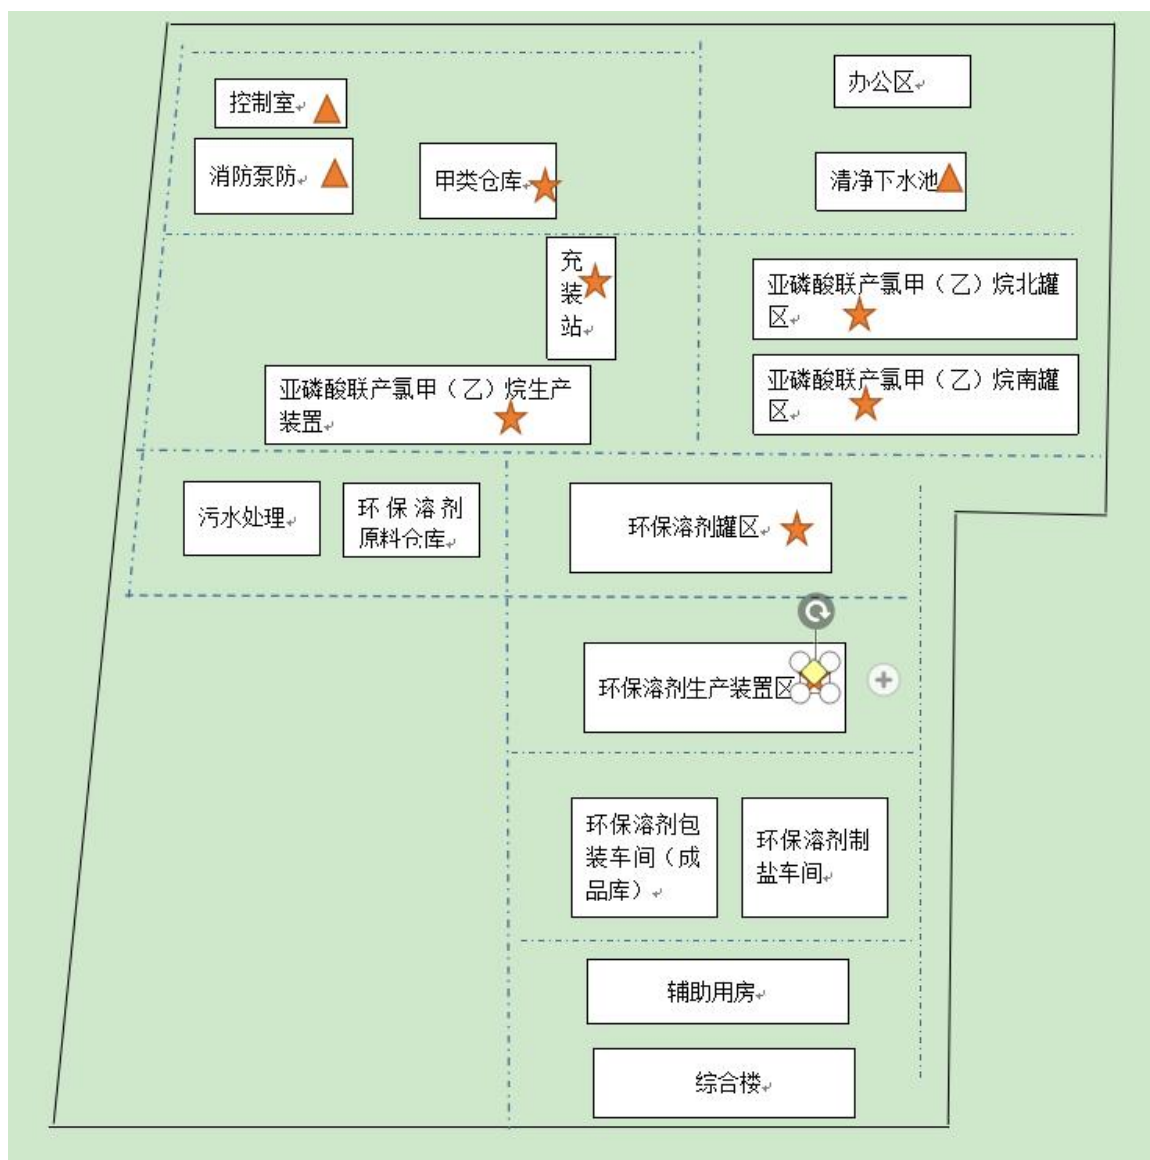 控制室
办公区
消防泵防
甲类仓库
清净下水池
充
装
站
亚磷酸联产氯甲（乙）烷北罐
区
亚磷酸联产氯甲（乙）烷南罐
区
亚磷酸联产氯甲（乙）烷生产
装置
污水处理
环保溶剂
原料仓库
环保溶剂罐区
环保溶剂生产装置区
环保溶剂包
装车间（成
品库）
环保溶剂制
盐车间
辅助用房
综合楼